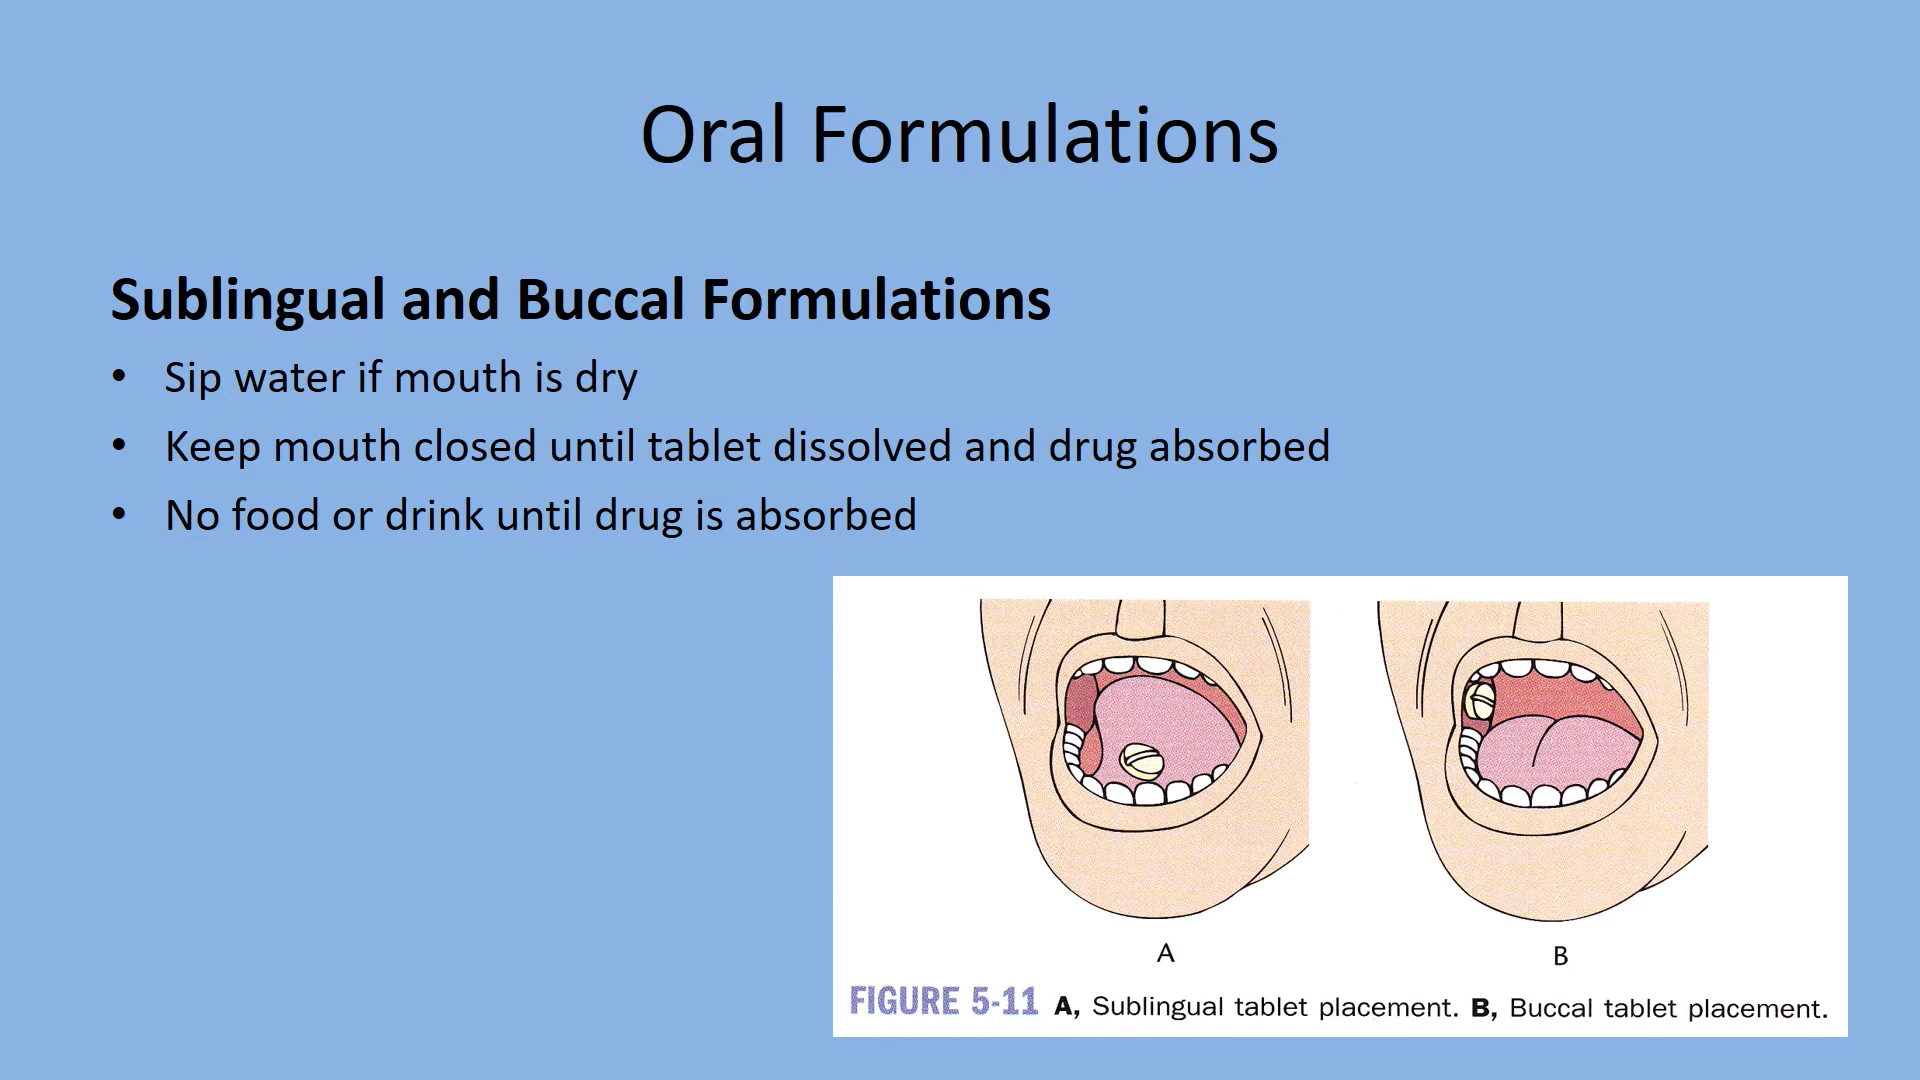 Oral Formulations
Sublingual and Buccal Formulations
• Sip water if mouth is dry
• Keep mouth closed until tablet dissolved and drug absorbed
• No food or drink until drug is absorbed
A
B
FIGURE 5-11 A, Sublingual tablet placement. B, Buccal tablet placement.